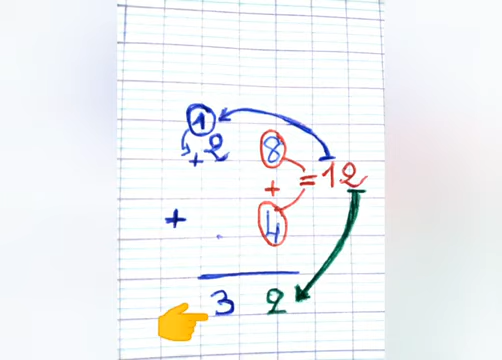 1
+ 2 8
+ = 12
+ 4
3 2